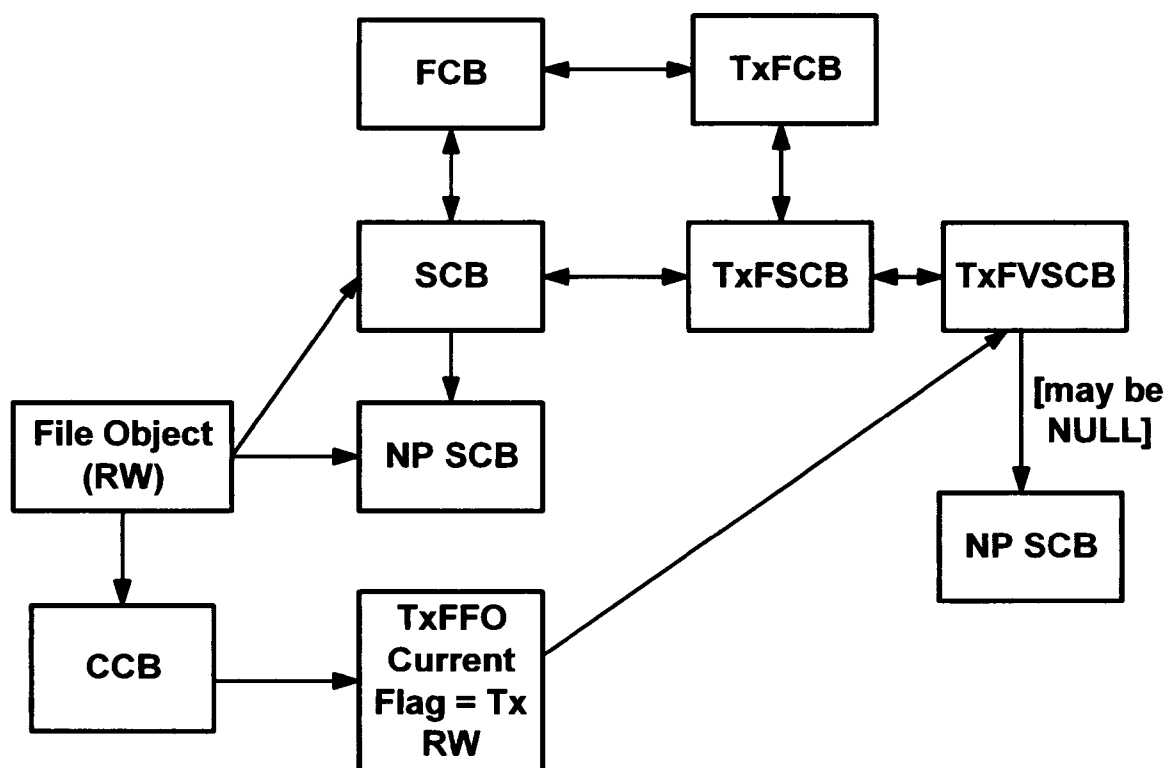 FCB
TxFCB
SCB
TxFSCB
TxFVSCB
File Object
(RW)
NP SCB
[may be
NULL]
NP SCB
CCB
TxFFO
Current
Flag = Tx
RW